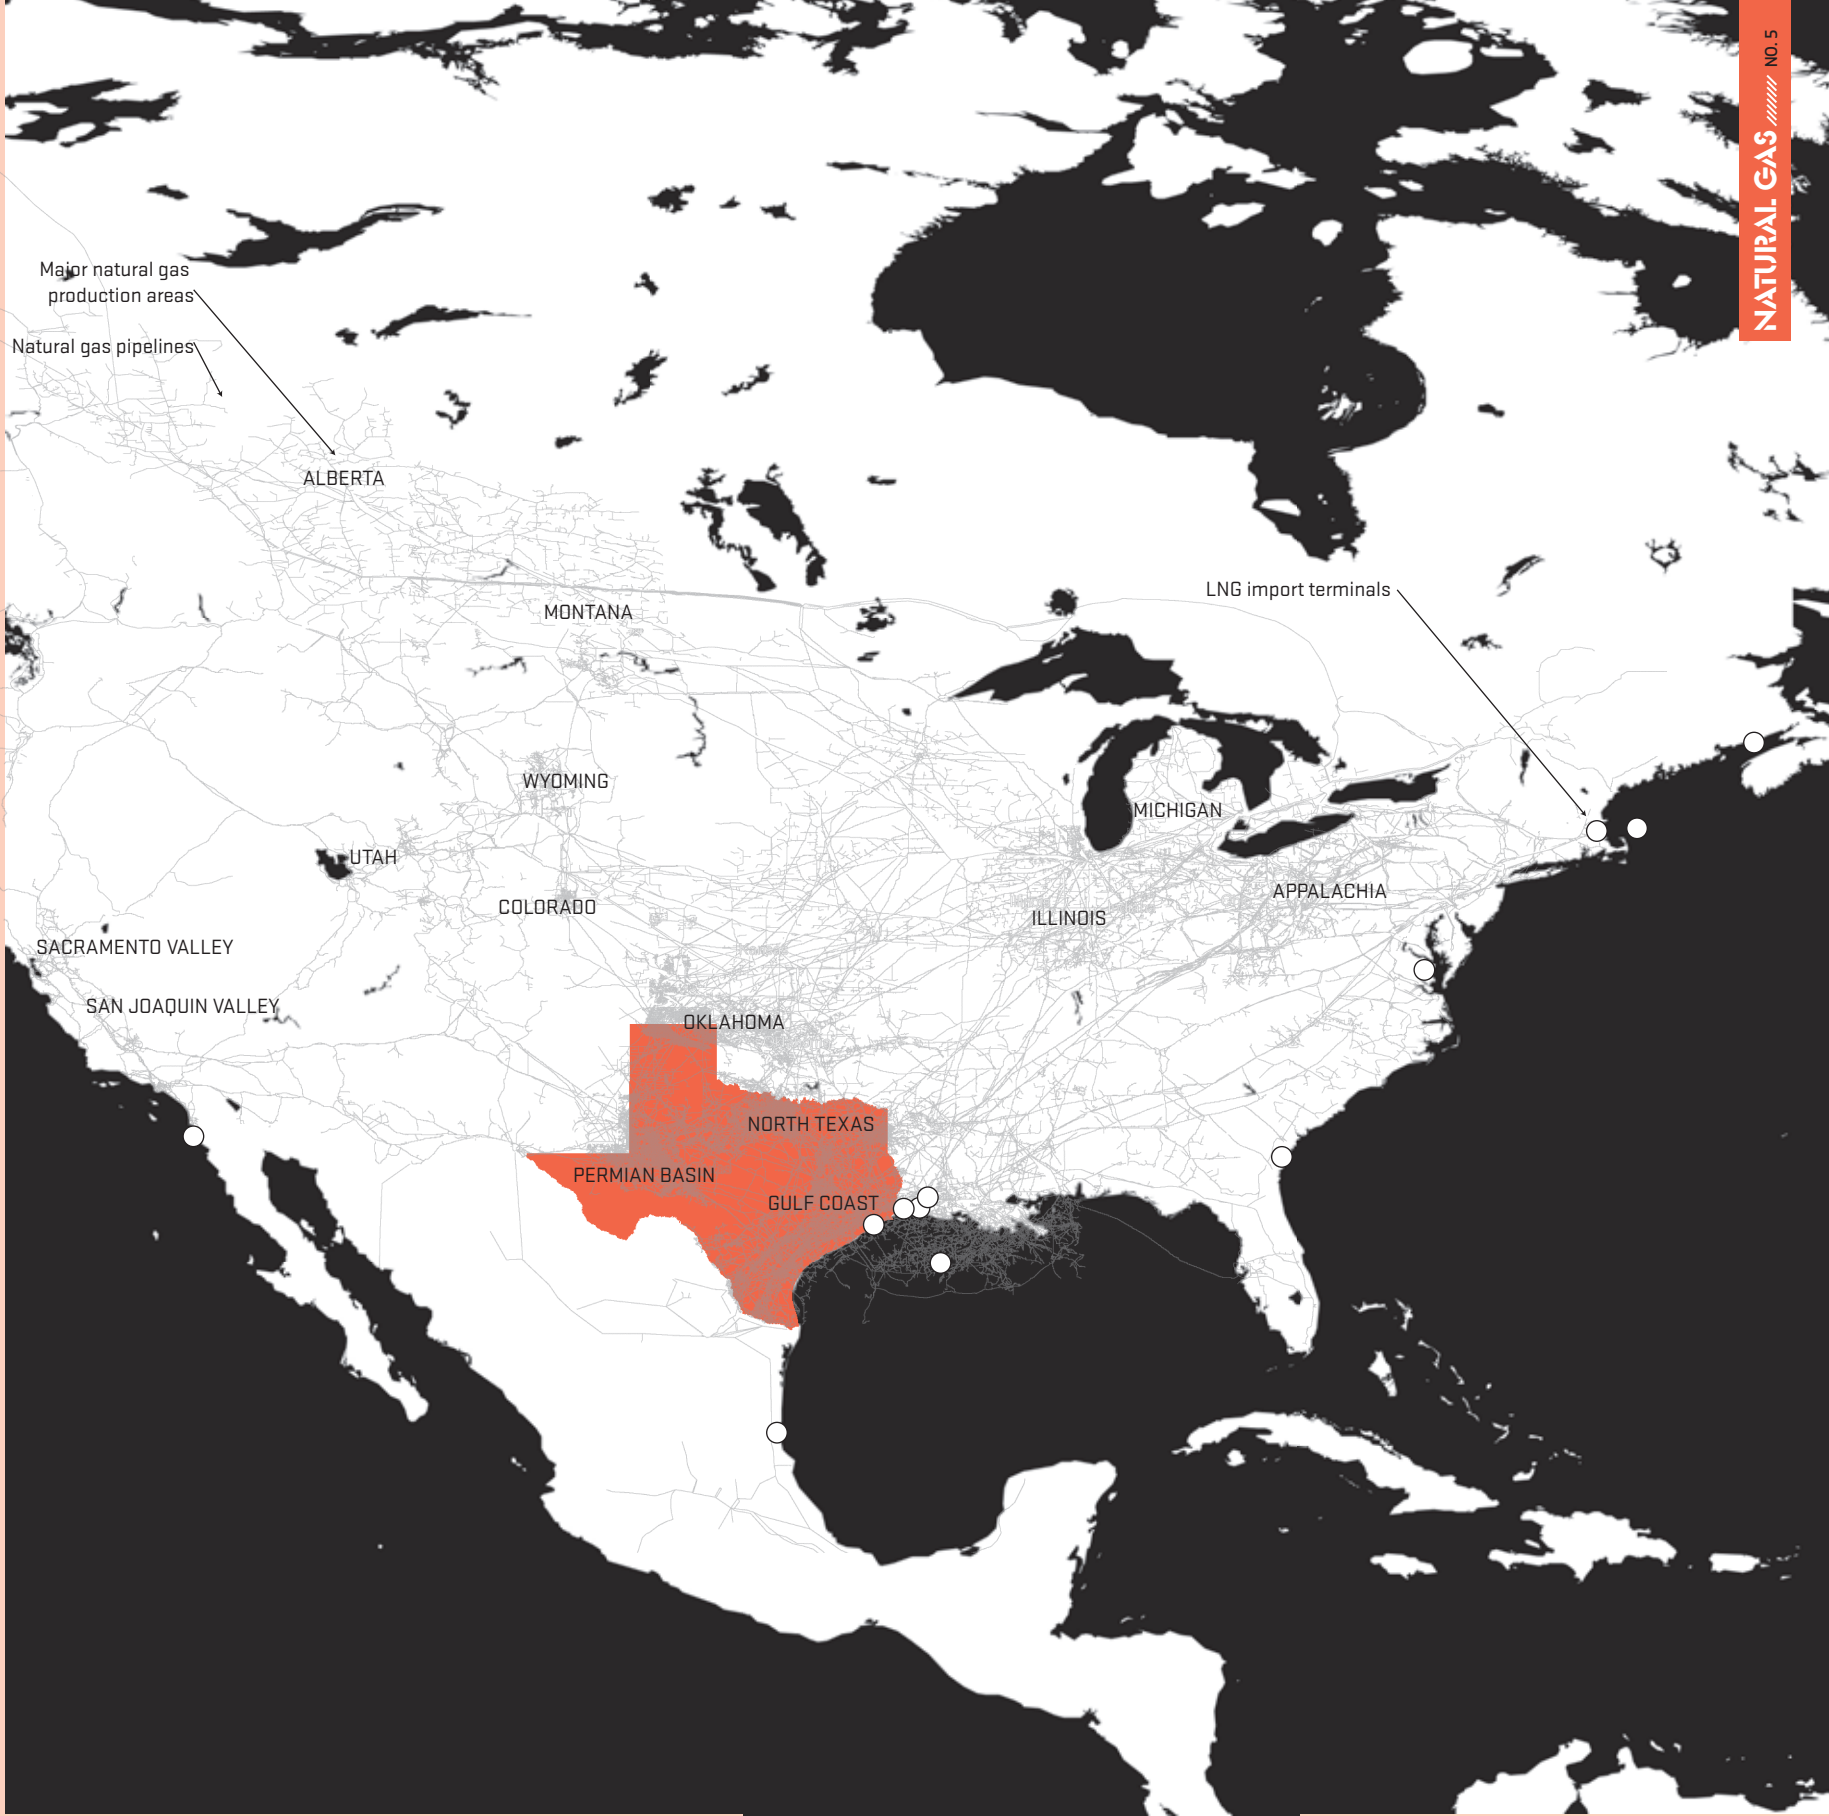 NATURAL GAS ///////// NO. 5
Major natural gas
production areas
Natural gas pipelines
ALBERTA
LNG import terminals
MONTANA
WYOMING
MICHIGAN
UTAH
APPALACHIA
COLORADO
ILLINOIS
SACRAMENTO VALLEY
SAN JOAQUIN VALLEY
OKLAHOMA
NORTH TEXAS
PERMIAN BASIN
GULF COAST